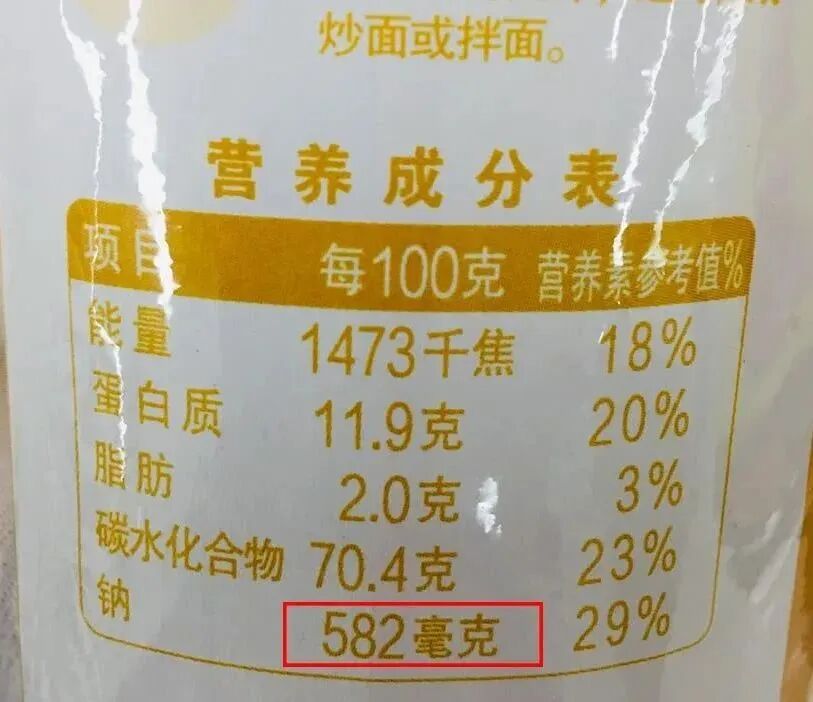 炒面或拌面。
营养成分表
项目 每100克 营养素参考值%
能量 1473千焦 18%
蛋白质 11.9克 20%
脂肪 2.0克 3%
碳水化合物 70.4克 23%
钠 582毫克 29%